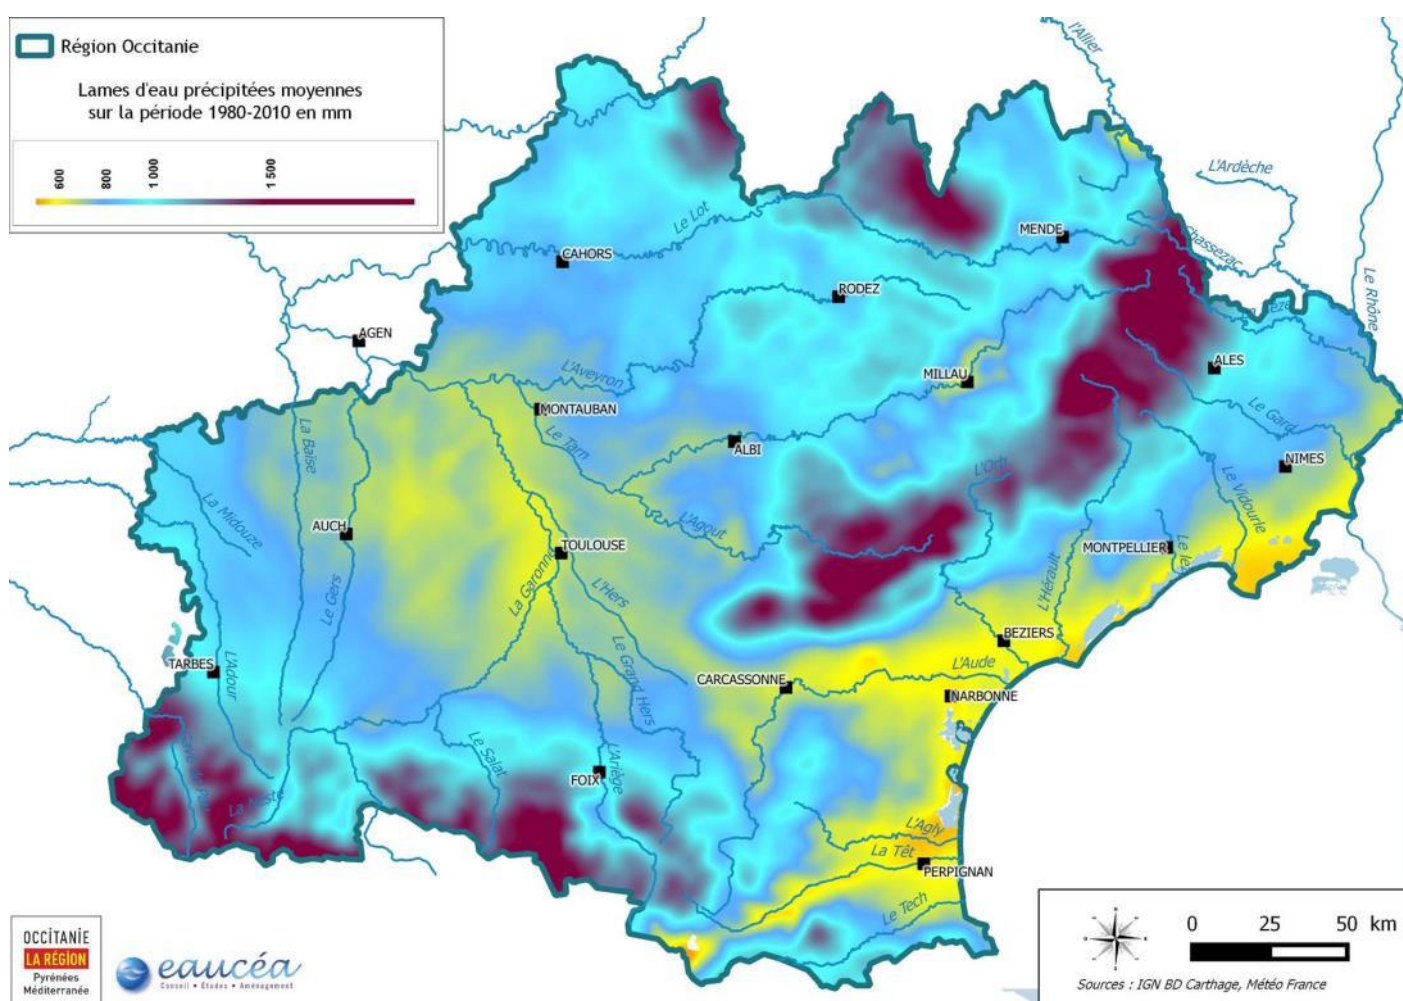 Région Occitanie
Lames d'eau précipitées moyennes
sur la période 1980-2010 en mm
600
800
1 000
1 500
l'Allier
L'Ardèche
Chassezac
Le Rhône
Le Lot
MENDE
CAHORS
RODEZ
AGEN
ALES
MILLAU
L'Aveyron
MONTAUBAN
Le Gard
La Baïse
Le Tarn
ALBI
NIMES
L'Orb
Le Vidourle
La Midouze
AUCH
L'Agout
TOULOUSE
MONTPELLIER
Le Gers
La Garonne
L'Hers
L'Hérault
BEZIERS
Le Grand Hers
TARBES
L'Adour
CARCASSONNE
L'Aude
NARBONNE
Le Salat
FOIX
L'Ariège
La Neste
L'Agly
La Têt
PERPIGNAN
Le Tech
OCCITANIE
LA RÉGION
Pyrénées
Méditerranée
eaucéa
Conseil • Études • Aménagement
0 25 50 km
Sources : IGN BD Carthage, Météo France